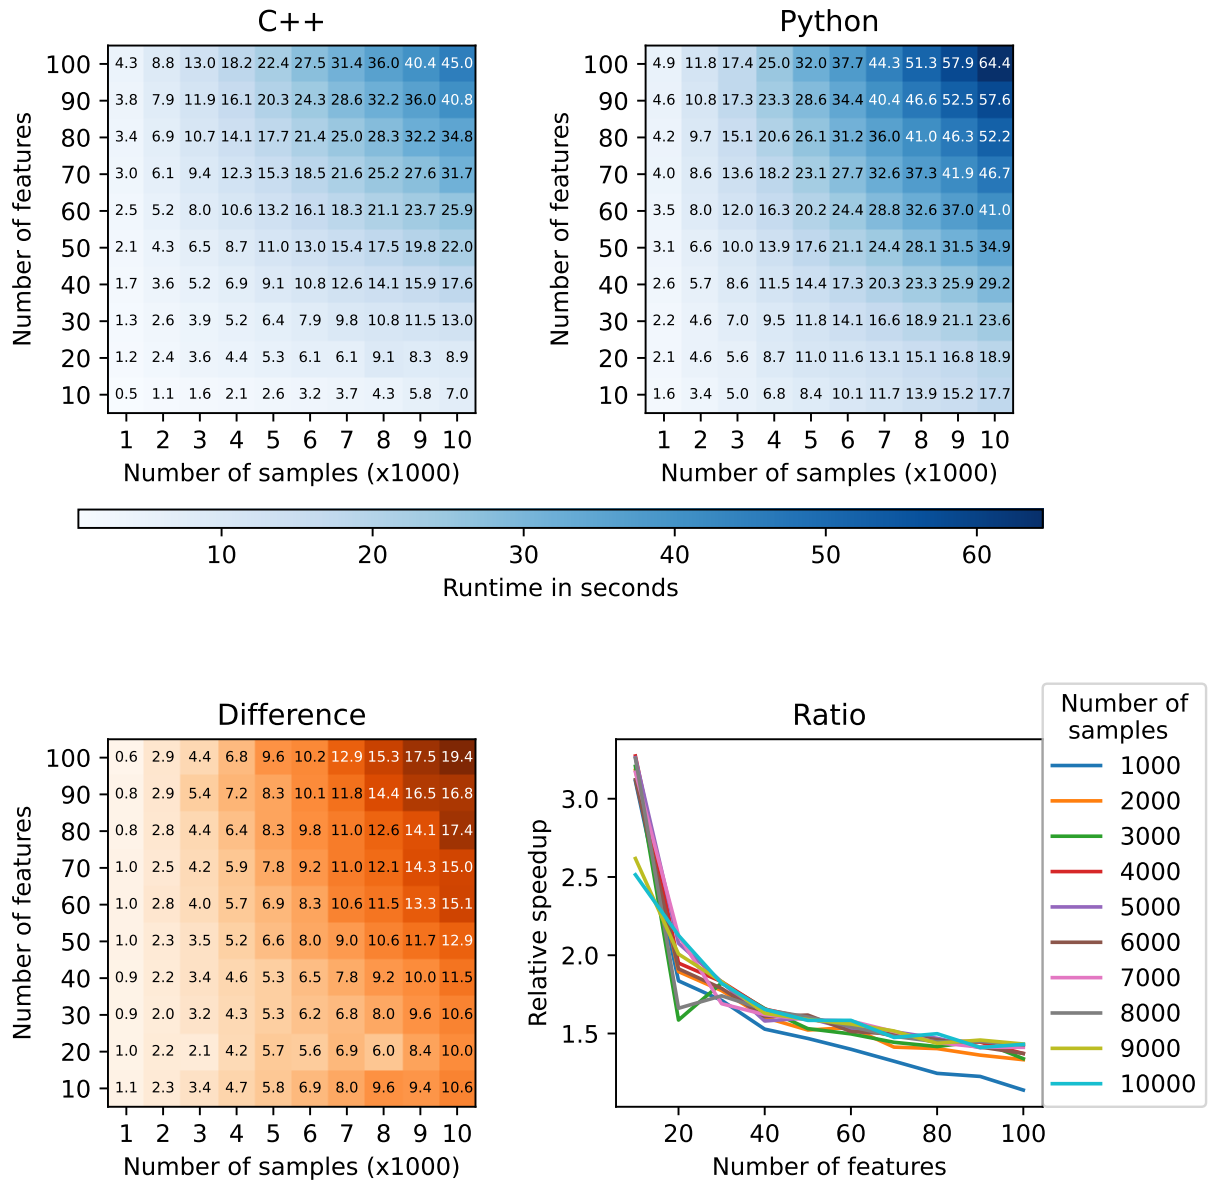 C++
Number of features
100 4.3 8.8 13.0 18.2 22.4 27.5 31.4 36.0 40.4 45.0
90 3.8 7.9 11.9 16.1 20.3 24.3 28.6 32.2 36.0 40.8
80 3.4 6.9 10.7 14.1 17.7 21.4 25.0 28.3 32.2 34.8
70 3.0 6.1 9.4 12.3 15.3 18.5 21.6 25.2 27.6 31.7
60 2.5 5.2 8.0 10.6 13.2 16.1 18.3 21.1 23.7 25.9
50 2.1 4.3 6.5 8.7 11.0 13.0 15.4 17.5 19.8 22.0
40 1.7 3.6 5.2 6.9 9.1 10.8 12.6 14.1 15.9 17.6
30 1.3 2.6 3.9 5.2 6.4 7.9 9.8 10.8 11.5 13.0
20 1.2 2.4 3.6 4.4 5.3 6.1 6.1 9.1 8.3 8.9
10 0.5 1.1 1.6 2.1 2.6 3.2 3.7 4.3 5.8 7.0
1 2 3 4 5 6 7 8 9 10
Number of samples (x1000)
Python
Number of features
100 4.9 11.8 17.4 25.0 32.0 37.7 44.3 51.3 57.9 64.4
90 4.6 10.8 17.3 23.3 28.6 34.4 40.4 46.6 52.5 57.6
80 4.2 9.7 15.1 20.6 26.1 31.2 36.0 41.0 46.3 52.2
70 4.0 8.6 13.6 18.2 23.1 27.7 32.6 37.3 41.9 46.7
60 3.5 8.0 12.0 16.3 20.2 24.4 28.8 32.6 37.0 41.0
50 3.1 6.6 10.0 13.9 17.6 21.1 24.4 28.1 31.5 34.9
40 2.6 5.7 8.6 11.5 14.4 17.3 20.3 23.3 25.9 29.2
30 2.2 4.6 7.0 9.5 11.8 14.1 16.6 18.9 21.1 23.6
20 2.1 4.6 5.6 8.7 11.0 11.6 13.1 15.1 16.8 18.9
10 1.6 3.4 5.0 6.8 8.4 10.1 11.7 13.9 15.2 17.7
1 2 3 4 5 6 7 8 9 10
Number of samples (x1000)
10 20 30 40 50 60
Runtime in seconds
Difference
Number of features
100 0.6 2.9 4.4 6.8 9.6 10.2 12.9 15.3 17.5 19.4
90 0.8 2.9 5.4 7.2 8.3 10.1 11.8 14.4 16.5 16.8
80 0.8 2.8 4.4 6.4 8.3 9.8 11.0 12.6 14.1 17.4
70 1.0 2.5 4.2 5.9 7.8 9.2 11.0 12.1 14.3 15.0
60 1.0 2.8 4.0 5.7 6.9 8.3 10.6 11.5 13.3 15.1
50 1.0 2.3 3.5 5.2 6.6 8.0 9.0 10.6 11.7 12.9
40 0.9 2.2 3.4 4.6 5.3 6.5 7.8 9.2 10.0 11.5
30 0.9 2.0 3.2 4.3 5.3 6.2 6.8 8.0 9.6 10.6
20 1.0 2.2 2.1 4.2 5.7 5.6 6.9 6.0 8.4 10.0
10 1.1 2.3 3.4 4.7 5.8 6.9 8.0 9.6 9.4 10.6
1 2 3 4 5 6 7 8 9 10
Number of samples (x1000)
Ratio
Relative speedup
3.0
2.5
2.0
1.5
20 40 60 80 100
Number of features
Number of
samples
1000
2000
3000
4000
5000
6000
7000
8000
9000
10000